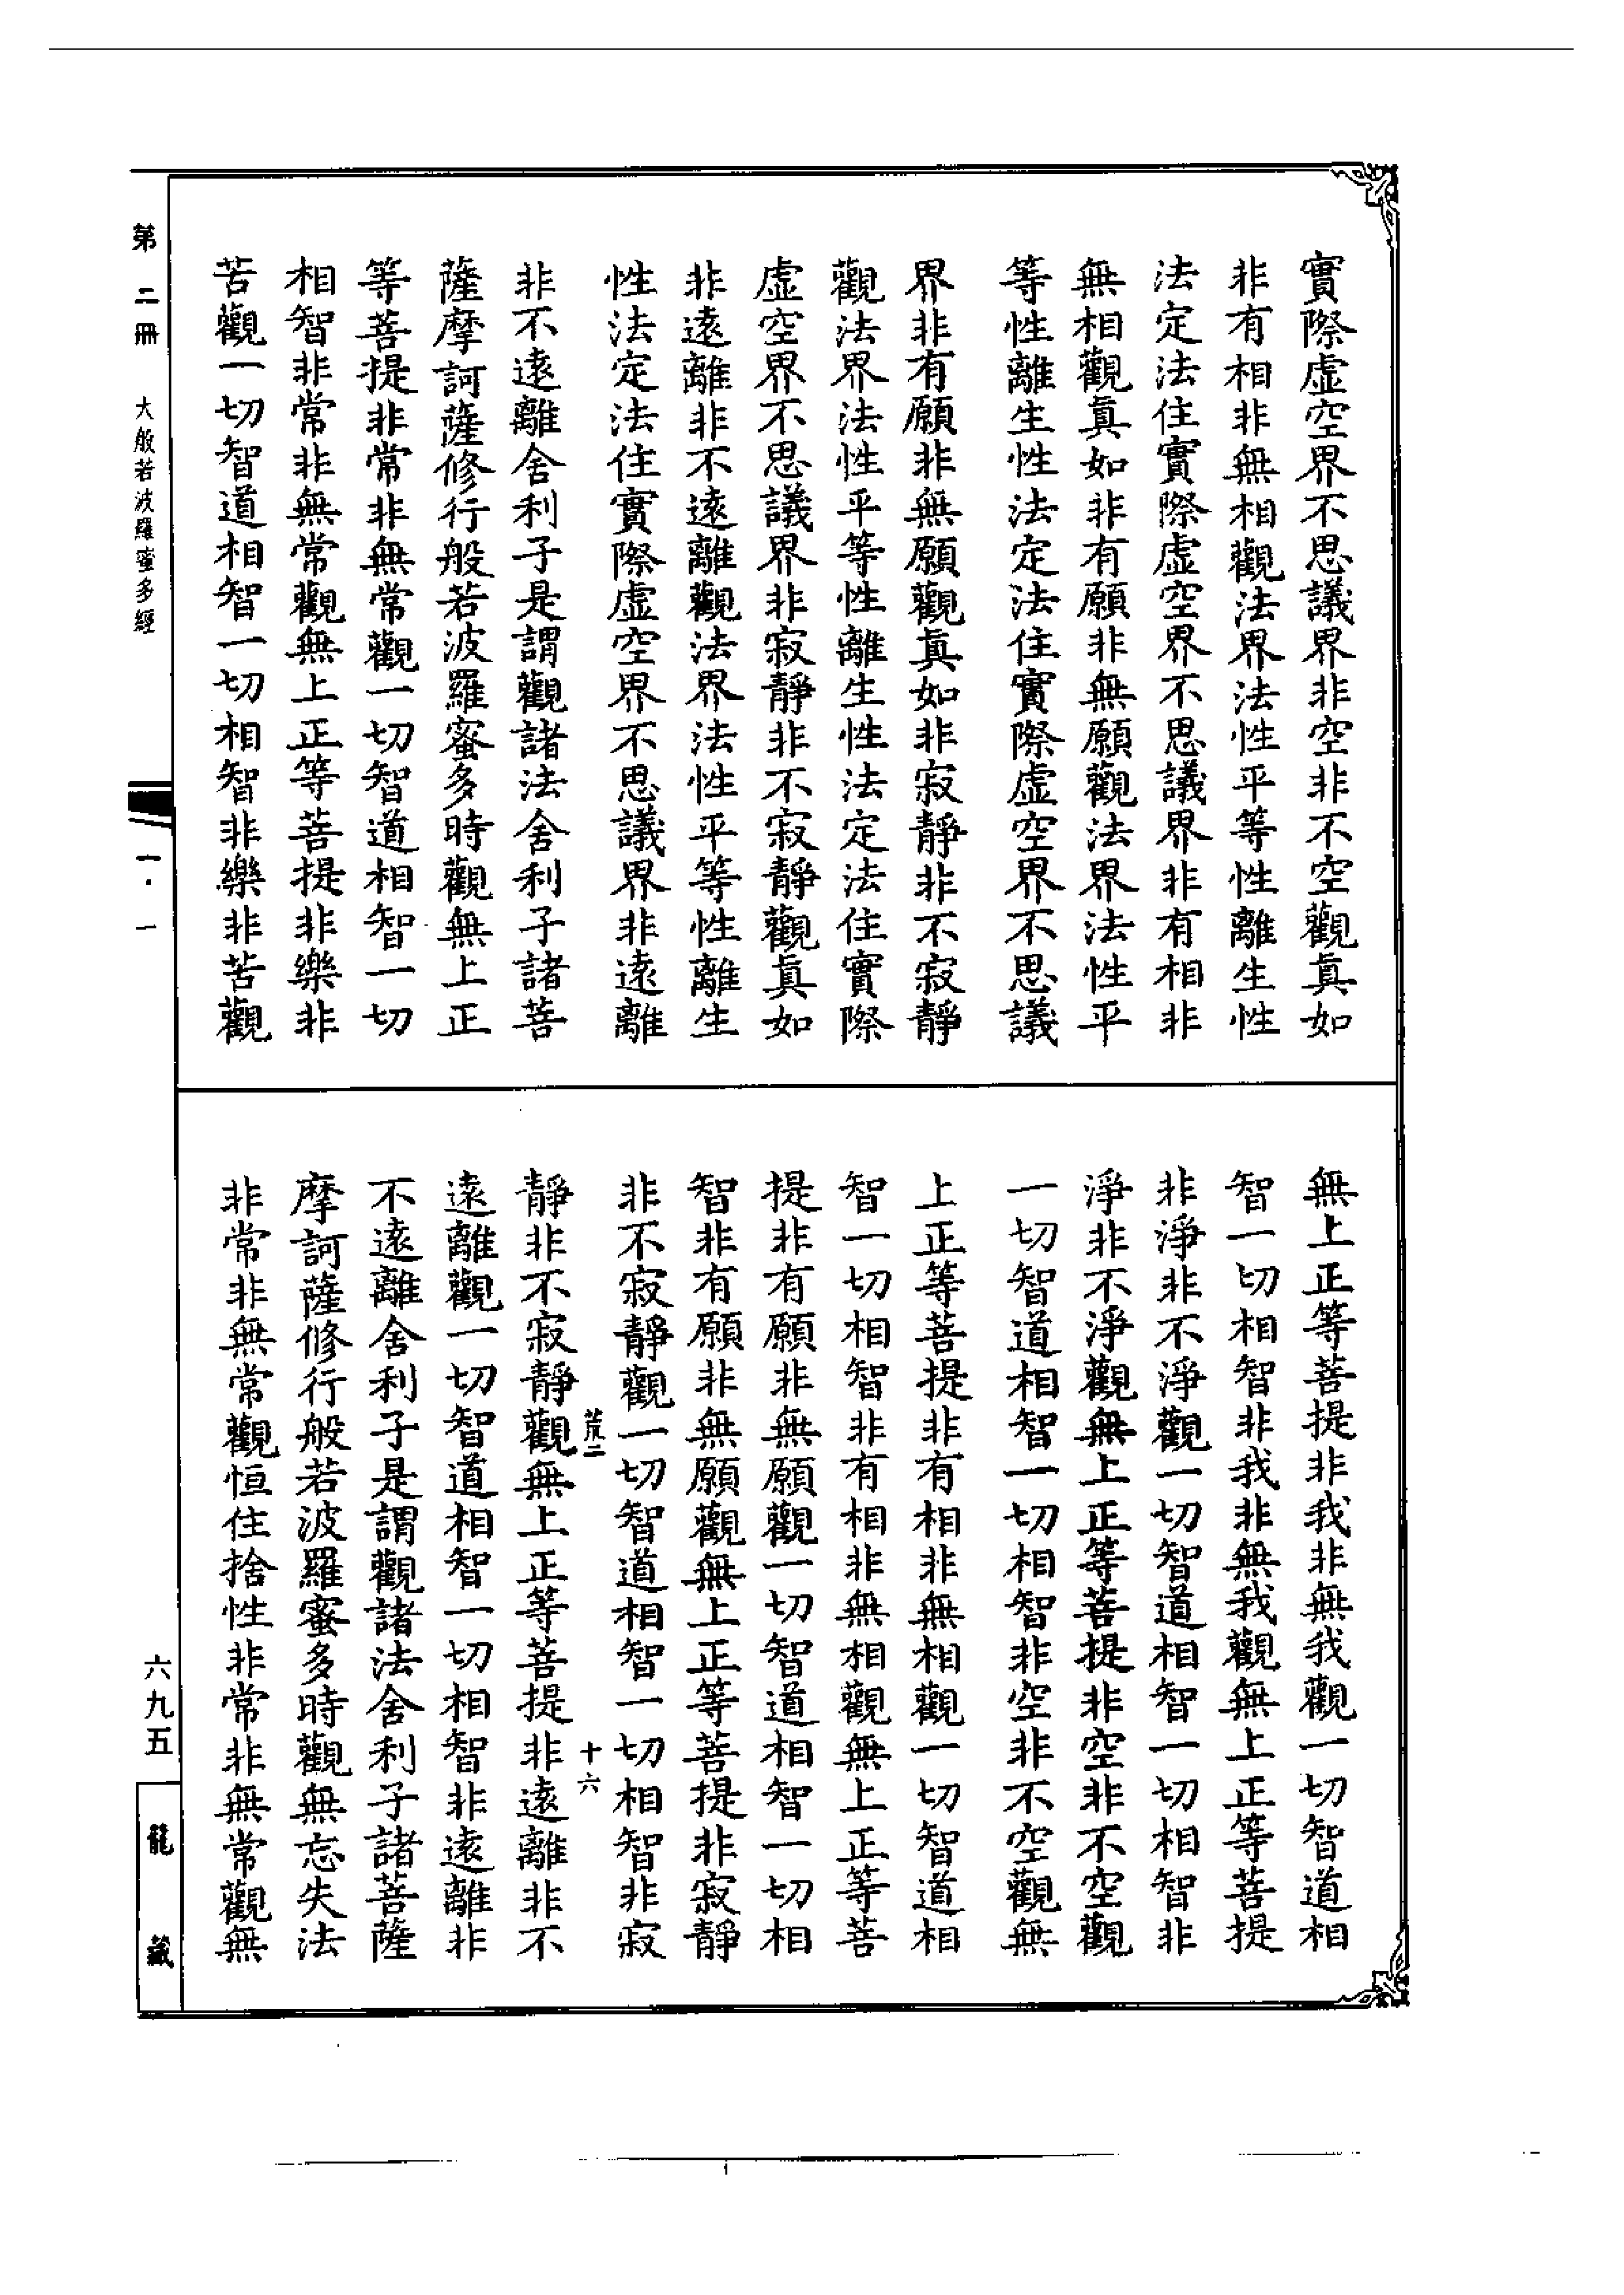 實際虛空界不思議界非空非不空觀真如
非有相非無相觀法界法性平等性離生性
法定法住實際虛空界不思議界非有相非
無相觀真如非有願非無願觀法界法性平
等性離生性法定法住實際虛空界不思議
界非有願非無願觀真如非寂靜非不寂靜
觀法界法性平等性離生性法定法住實際
虛空界不思議界非寂靜非不寂靜觀真如
非遠離非不遠離觀法界法性平等性離生
性法定法住實際虛空界不思議界非遠離
非不遠離舍利子是謂觀諸法舍利子諸菩
薩摩訶薩修行般若波羅蜜多時觀無上正
等菩提非常非無常觀一切智道相智一切
相智非常非無常觀無上正等菩提非樂非
苦觀一切智道相智一切相智非樂非苦觀
無上正等菩提非我非無我觀一切智道相
智一切相智非我非無我觀無上正等菩提
非淨非不淨觀一切智道相智一切相智非
淨非不淨觀無上正等菩提非空非不空觀
一切智道相智一切相智非空非不空觀無
上正等菩提非有相非無相觀一切智道相
智一切相智非有相非無相觀無上正等菩
提非有願非無願觀一切智道相智一切相
智非有願非無願觀無上正等菩提非寂靜
非不寂靜觀一切智道相智一切相智非寂
荒二 十六
靜非不寂靜觀無上正等菩提非遠離非不
遠離觀一切智道相智一切相智非遠離非
不遠離舍利子是謂觀諸法舍利子諸菩薩
摩訶薩修行般若波羅蜜多時觀無忘失法
非常非無常觀恒住捨性非常非無常觀無
第二冊 大般若波羅蜜多經
一·一
六九五
龍藏